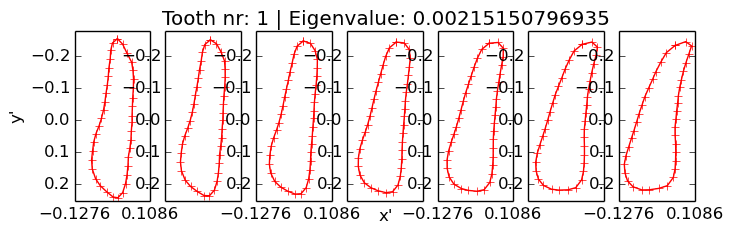 Tooth nr: 1 | Eigenvalue: 0.00215150796935
−0.2 −0.2 −0.2 −0.2 −0.2 −0.2 −0.2
−0.1 −0.1 −0.1 −0.1 −0.1 −0.1 −0.1
y' 0.0 0.0 0.0 0.0 0.0 0.0 0.0
0.1 0.1 0.1 0.1 0.1 0.1 0.1
0.2 0.2 0.2 0.2 0.2 0.2 0.2
−0.1276 0.1086 −0.1276 0.1086 −0.1276 0.1086 −0.1276 0.1086
x'